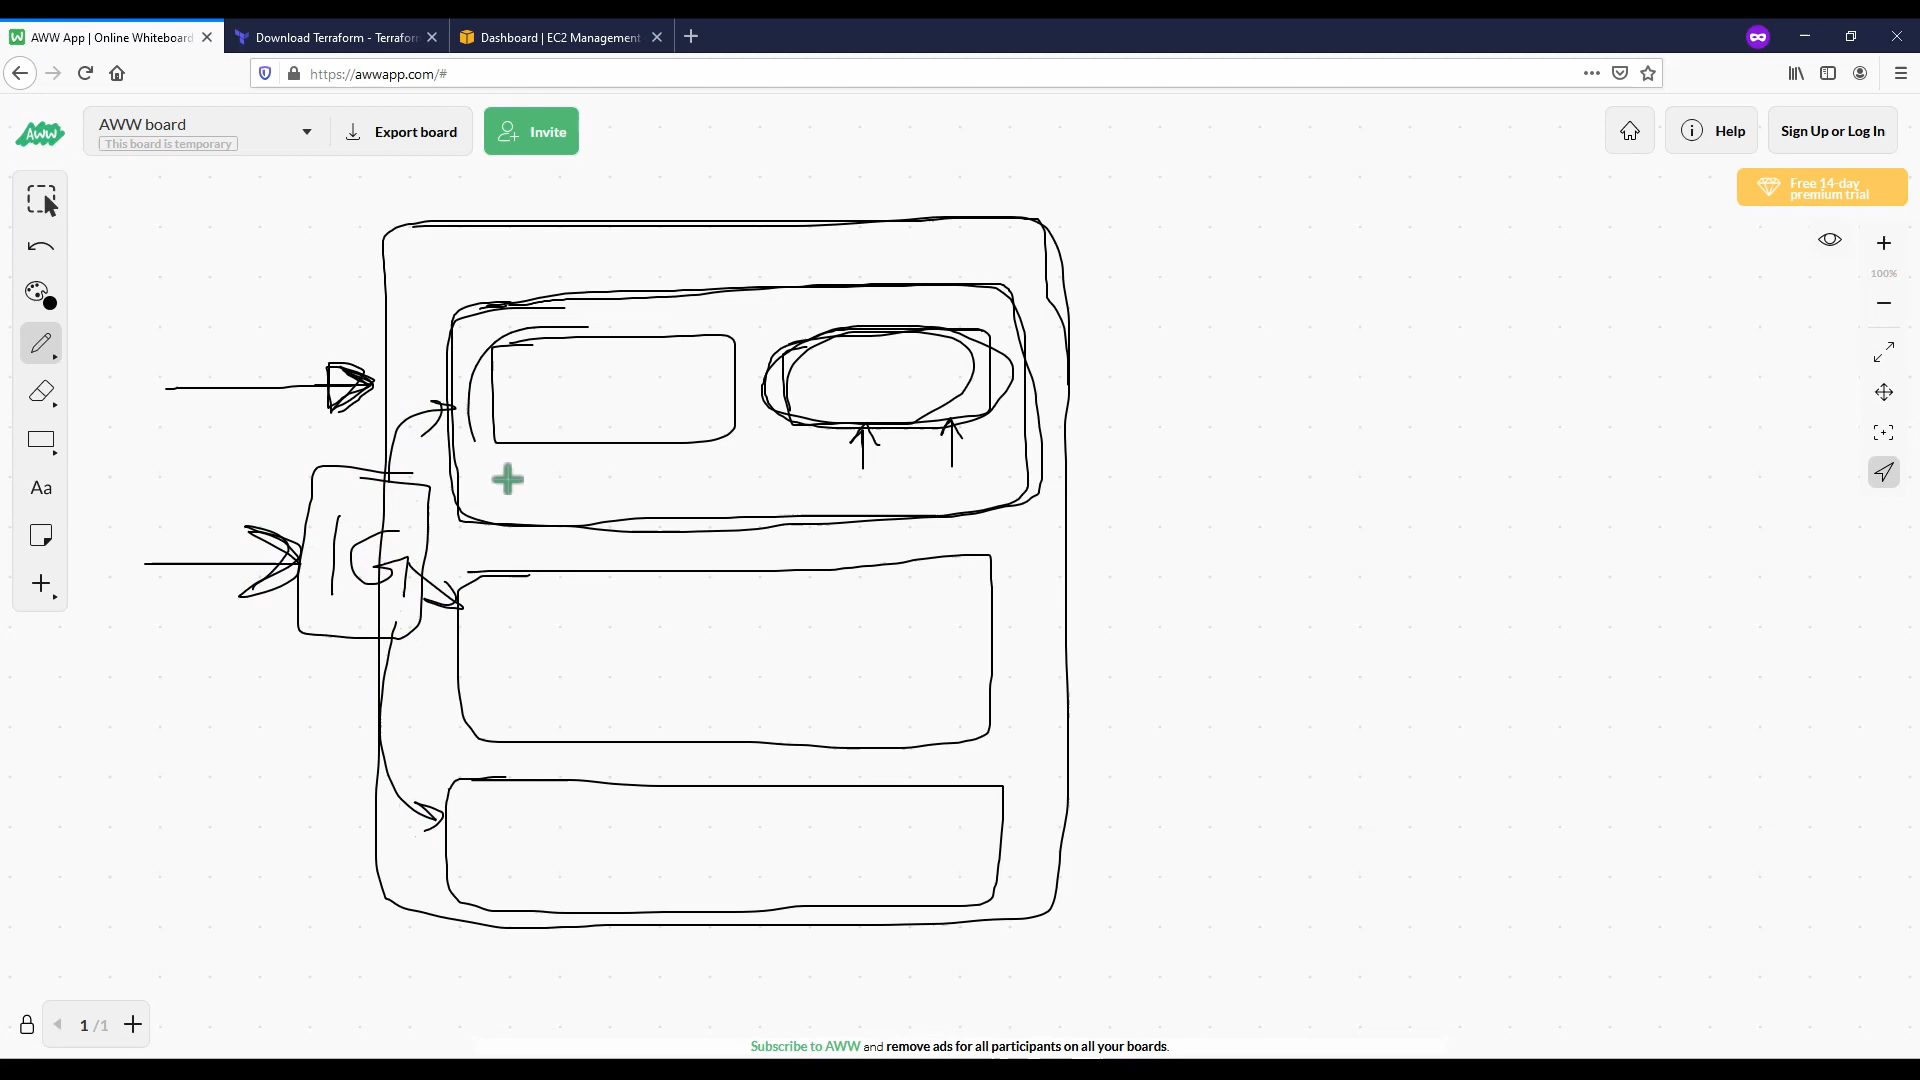 AWW App | Online Whiteboard
Download Terraform - Terrafor
Dashboard | EC2 Management
https://awwapp.com/#
AWW
AWW board
This board is temporary
Export board
Invite
Help
Sign Up or Log In
Free 14-day
premium trial
100%
Aa
IGT
1 /1
Subscribe to AWW and remove ads for all participants on all your boards.